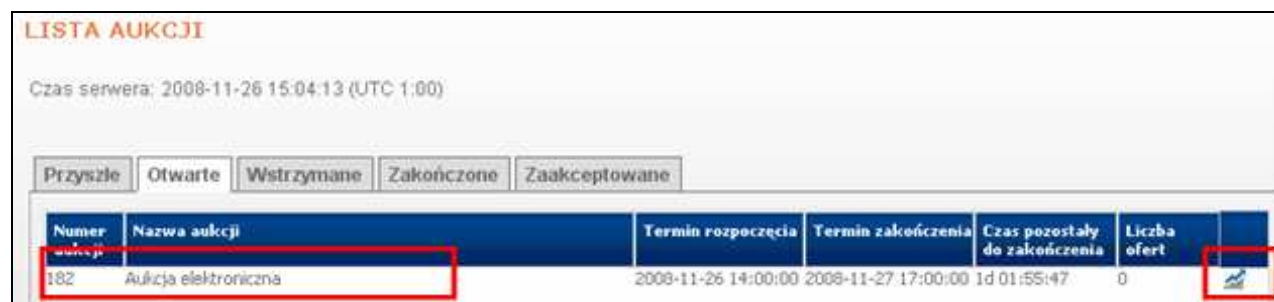 LISTA AUKCJI
Czas serwera: 2008-11-26 15:04:13 (UTC 1:00)
Przyszłe Otwarte Wstrzymane Zakończone Zaakceptowane
Numer aukcji Nazwa aukcji Termin rozpoczęcia Termin zakończenia Czas pozostały do zakończenia Liczba ofert
182 Aukcja elektroniczna 2008-11-26 14:00:00 2008-11-27 17:00:00 1d 01:55:47 0